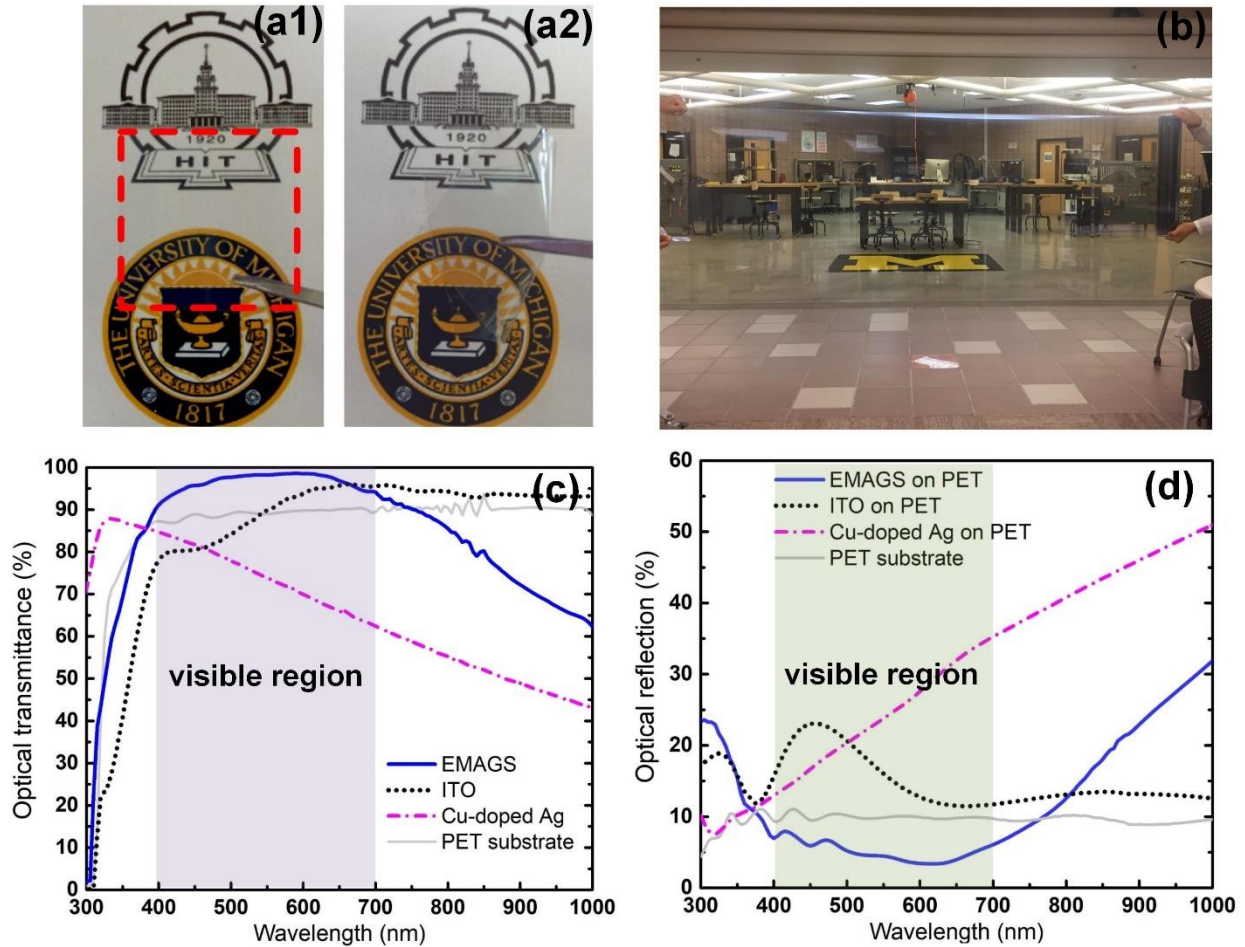 (a1)
1920
HIT
THE UNIVERSITY OF MICHIGAN
ARTES·SCIENTIA·VERITAS
1817
(a2)
1920
HIT
THE UNIVERSITY OF MICHIGAN
ARTES·SCIENTIA·VERITAS
1817
(b)
M
(c)
Optical transmittance (%)
100
90
80
70
60
50
40
30
20
10
0
visible region
EMAGS
ITO
Cu-doped Ag
PET substrate
300 400 500 600 700 800 900 1000
Wavelength (nm)
(d)
Optical reflection (%)
60
50
40
30
20
10
0
EMAGS on PET
ITO on PET
Cu-doped Ag on PET
PET substrate
visible region
300 400 500 600 700 800 900 1000
Wavelength (nm)